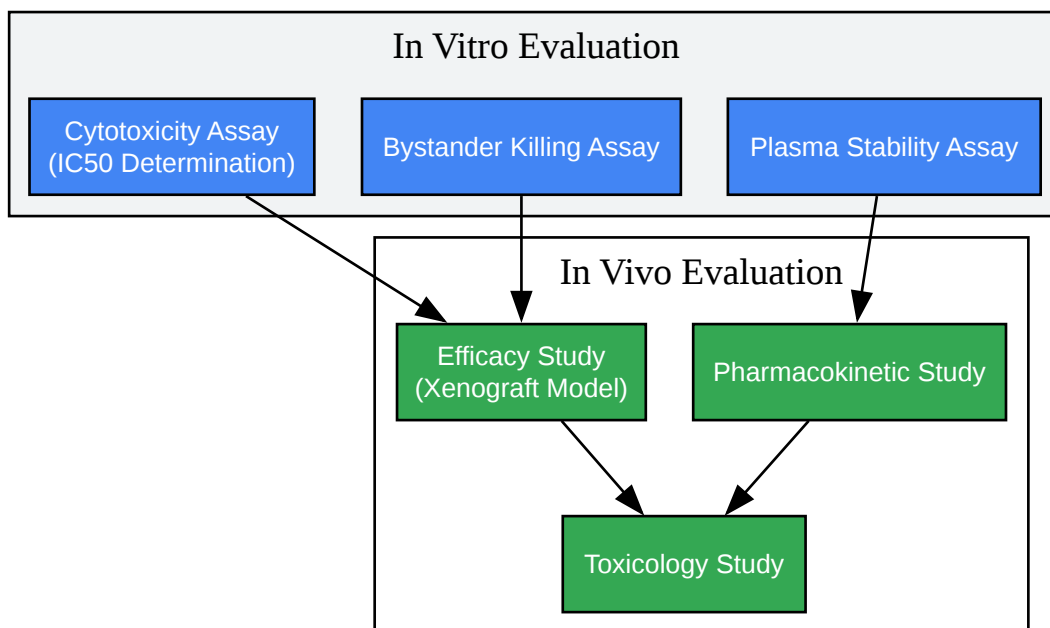 In Vitro Evaluation
Cytotoxicity Assay
(IC50 Determination)
Bystander Killing Assay
Plasma Stability Assay
In Vivo Evaluation
Efficacy Study
(Xenograft Model)
Pharmacokinetic Study
Toxicology Study